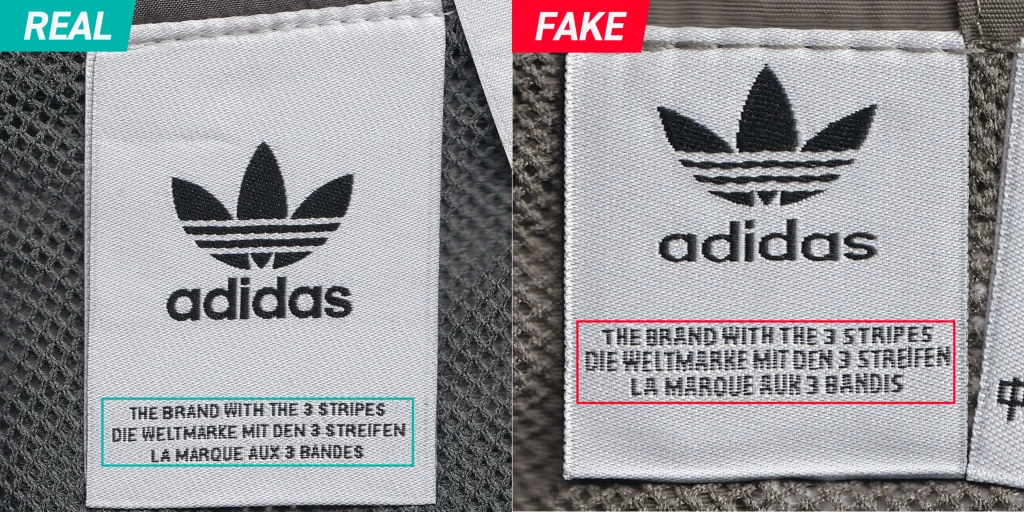 REAL
adidas
THE BRAND WITH THE 3 STRIPES
DIE WELTMARKE MIT DEN 3 STREIFEN
LA MARQUE AUX 3 BANDES
FAKE
adidas
THE BRAND WITH THE 3 STRIPES
DIE WELTMARKE MIT DEN 3 STREIFEN
LA MARQUE AUX 3 BANDIS